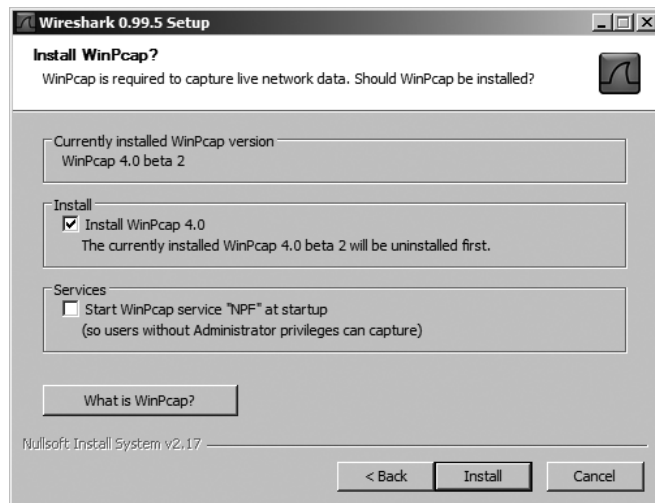 Wireshark 0.99.5 Setup
Install WinPcap?
WinPcap is required to capture live network data. Should WinPcap be installed?
Currently installed WinPcap version
WinPcap 4.0 beta 2
Install
Install WinPcap 4.0
The currently installed WinPcap 4.0 beta 2 will be uninstalled first.
Services
Start WinPcap service "NPF" at startup
(so users without Administrator privileges can capture)
What is WinPcap?
Nullsoft Install System v2.17
< Back
Install
Cancel